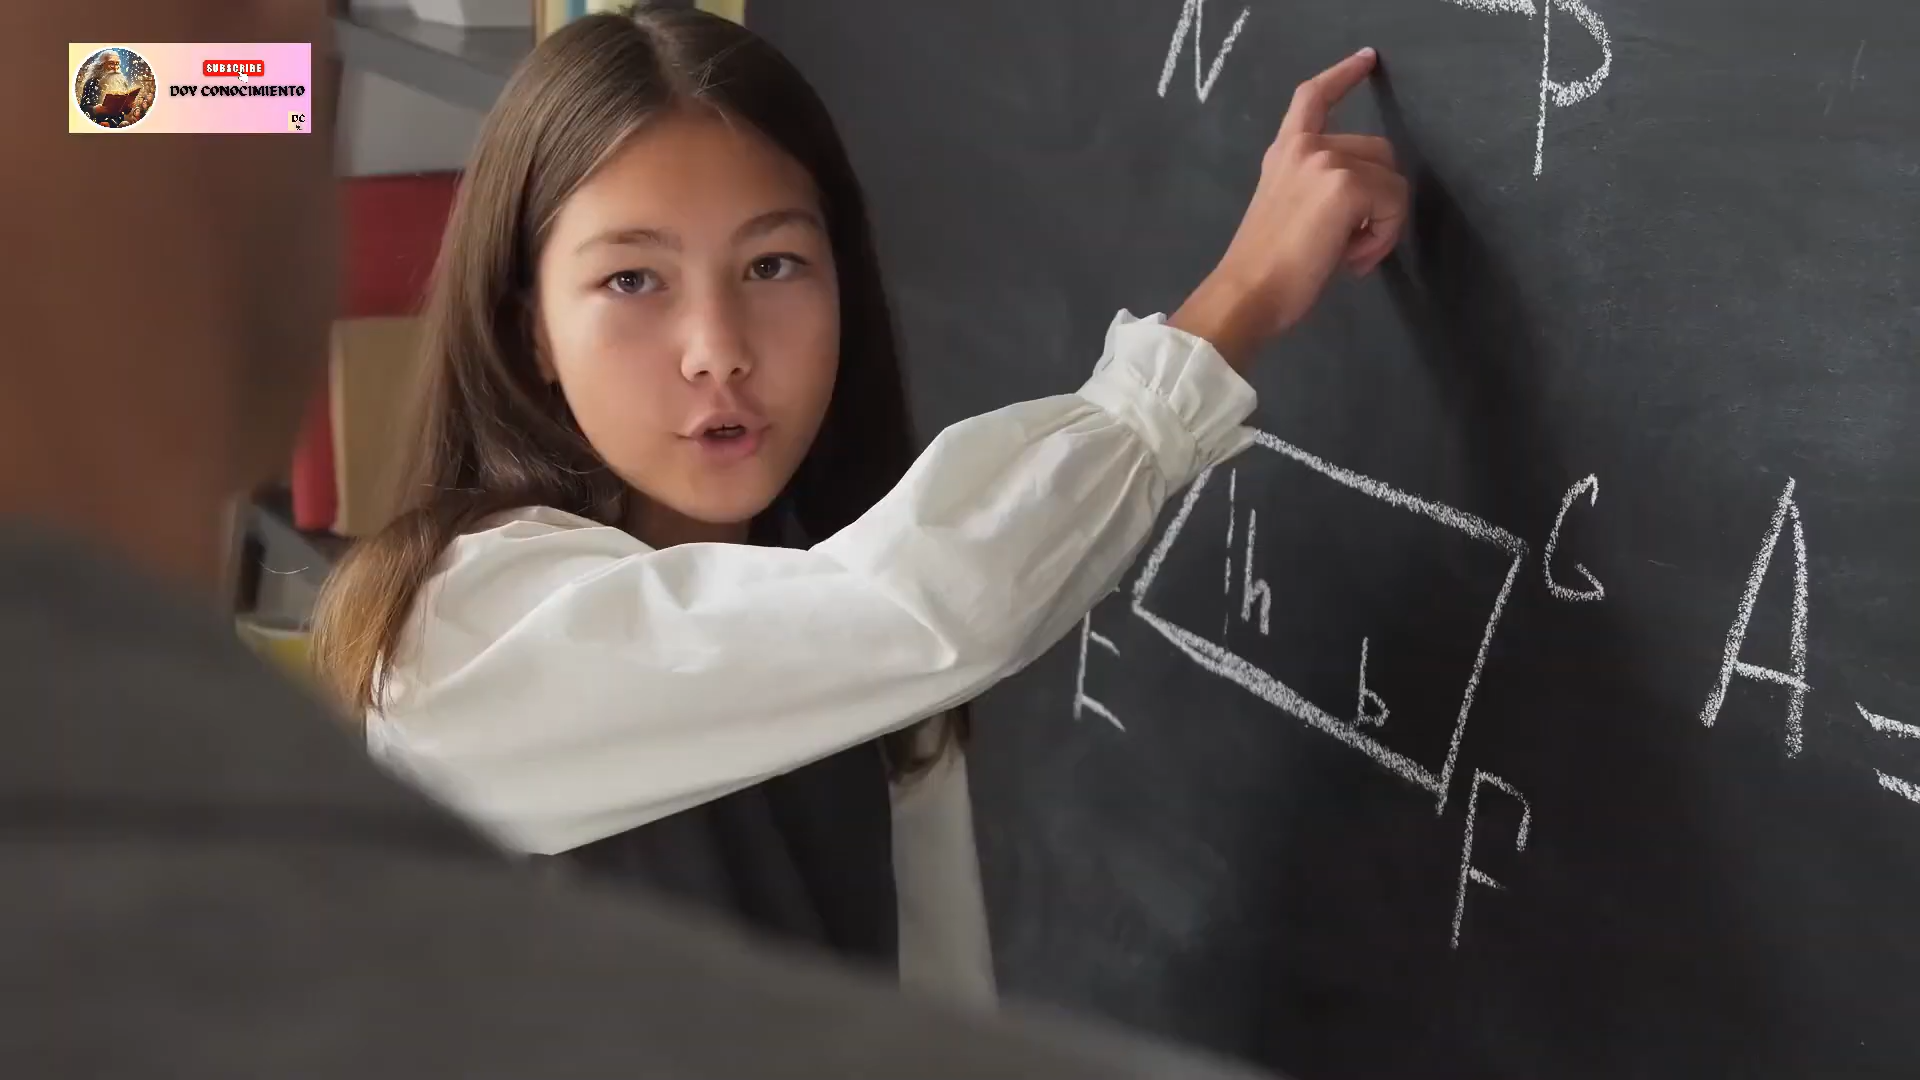 SUBSCRIBE
DOY CONOCIMIENTO
DC
N
h
G
E
b
F
A =